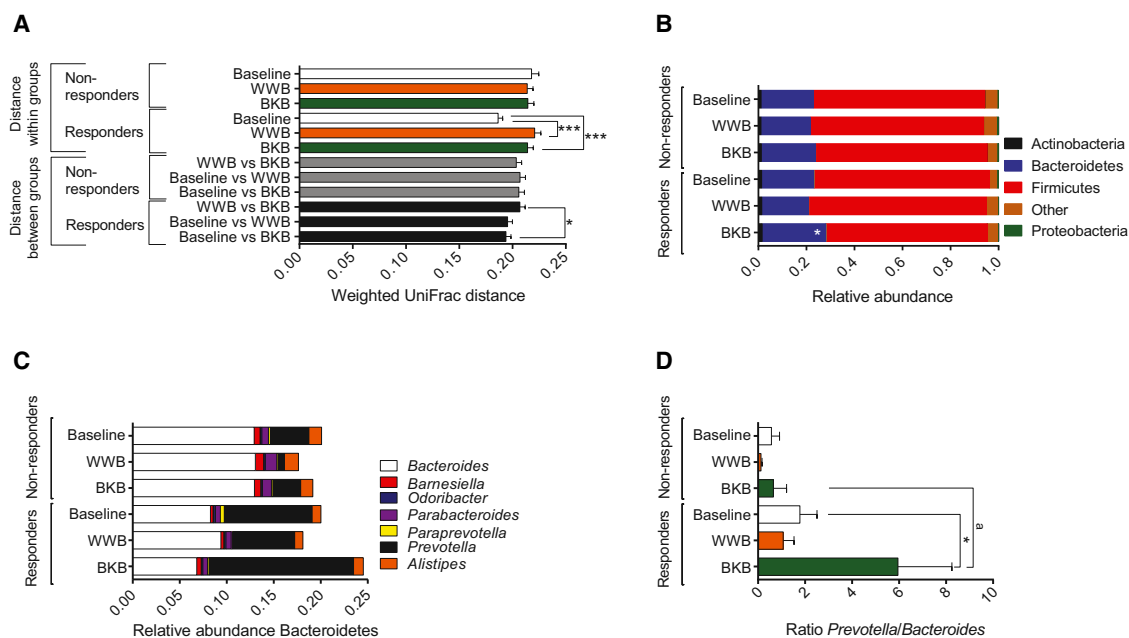 A
Distance within groups
Non-responders
Baseline
WWB
BKB
Responders
Baseline
WWB
BKB
***
***
Distance between groups
Non-responders
WWB vs BKB
Baseline vs WWB
Baseline vs BKB
Responders
WWB vs BKB
Baseline vs WWB
Baseline vs BKB
*
0.00
0.05
0.10
0.15
0.20
0.25
Weighted UniFrac distance
B
Non-responders
Baseline
WWB
BKB
Responders
Baseline
WWB
BKB
*
0.0
0.2
0.4
0.6
0.8
1.0
Relative abundance
Actinobacteria
Bacteroidetes
Firmicutes
Other
Proteobacteria
C
Non-responders
Baseline
WWB
BKB
Responders
Baseline
WWB
BKB
0.00
0.05
0.10
0.15
0.20
0.25
Relative abundance Bacteroidetes
Bacteroides
Barnesiella
Odoribacter
Parabacteroides
Paraprevotella
Prevotella
Alistipes
D
Non-responders
Baseline
WWB
BKB
Responders
Baseline
WWB
BKB
*
a
0
2
4
6
8
10
Ratio Prevotella/Bacteroides